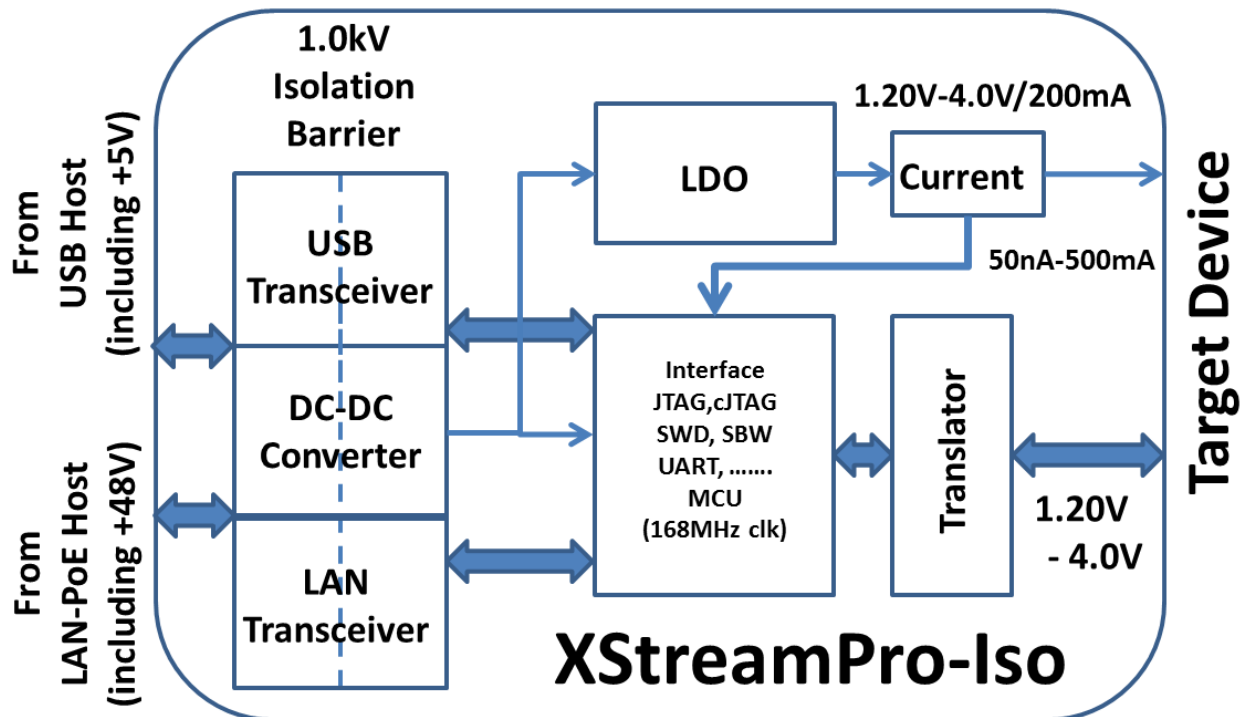 1.0kV
Isolation
Barrier
From
USB Host
(including +5V)
From
LAN-PoE Host
(including +48V)
USB
Transceiver
DC-DC
Converter
LAN
Transceiver
LDO
1.20V-4.0V/200mA
Current
50nA-500mA
Interface
JTAG,cJTAG
SWD, SBW
UART, …….
MCU
(168MHz clk)
Translator
1.20V
- 4.0V
Target Device
XStreamPro-Iso